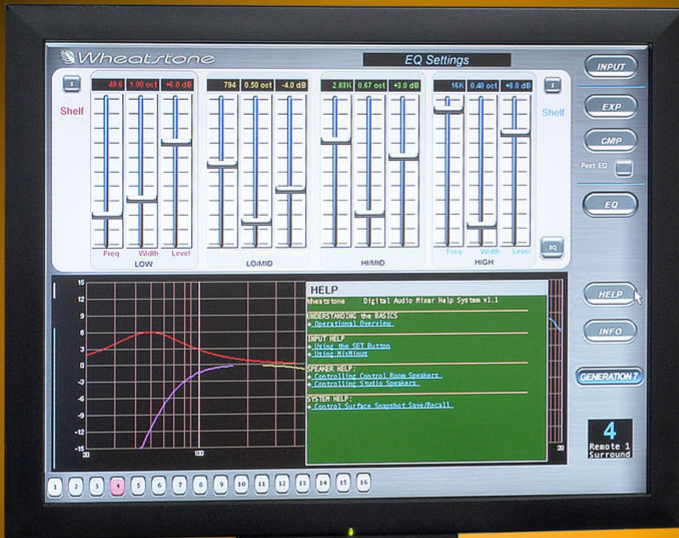 Wheatstone
EQ Settings
INPUT
S
49.6 1.00 oct +6.0 dB
794 0.50 oct -4.0 dB
2.83K 0.67 oct +3.0 dB
16K 0.40 oct +8.0 dB
S
Shelf
Shelf
EXP
CMP
Post EQ
EQ
EQ
Freq Width Level
LOW
LO/MID
HI/MID
Freq Width Level
HIGH
15
12
9
6
3
0
-3
-6
-9
-12
-15
20
100
20
HELP
Wheatstone Digital Audio Mixer Help System v1.1
UNDERSTANDING the BASICS
+ Operational Overview.
INPUT HELP
+ Using the SET Button
+ Using MixMinus
SPEAKER HELP:
+ Controlling Control Room Speakers
+ Controlling Studio Speakers
SYSTEM HELP:
+ Control Surface Snapshot Save/Recall
HELP
INFO
GENERATION 7
4
Remote 1
Surround
1 2 3 4 5 6 7 8 9 10 11 12 13 14 15 16